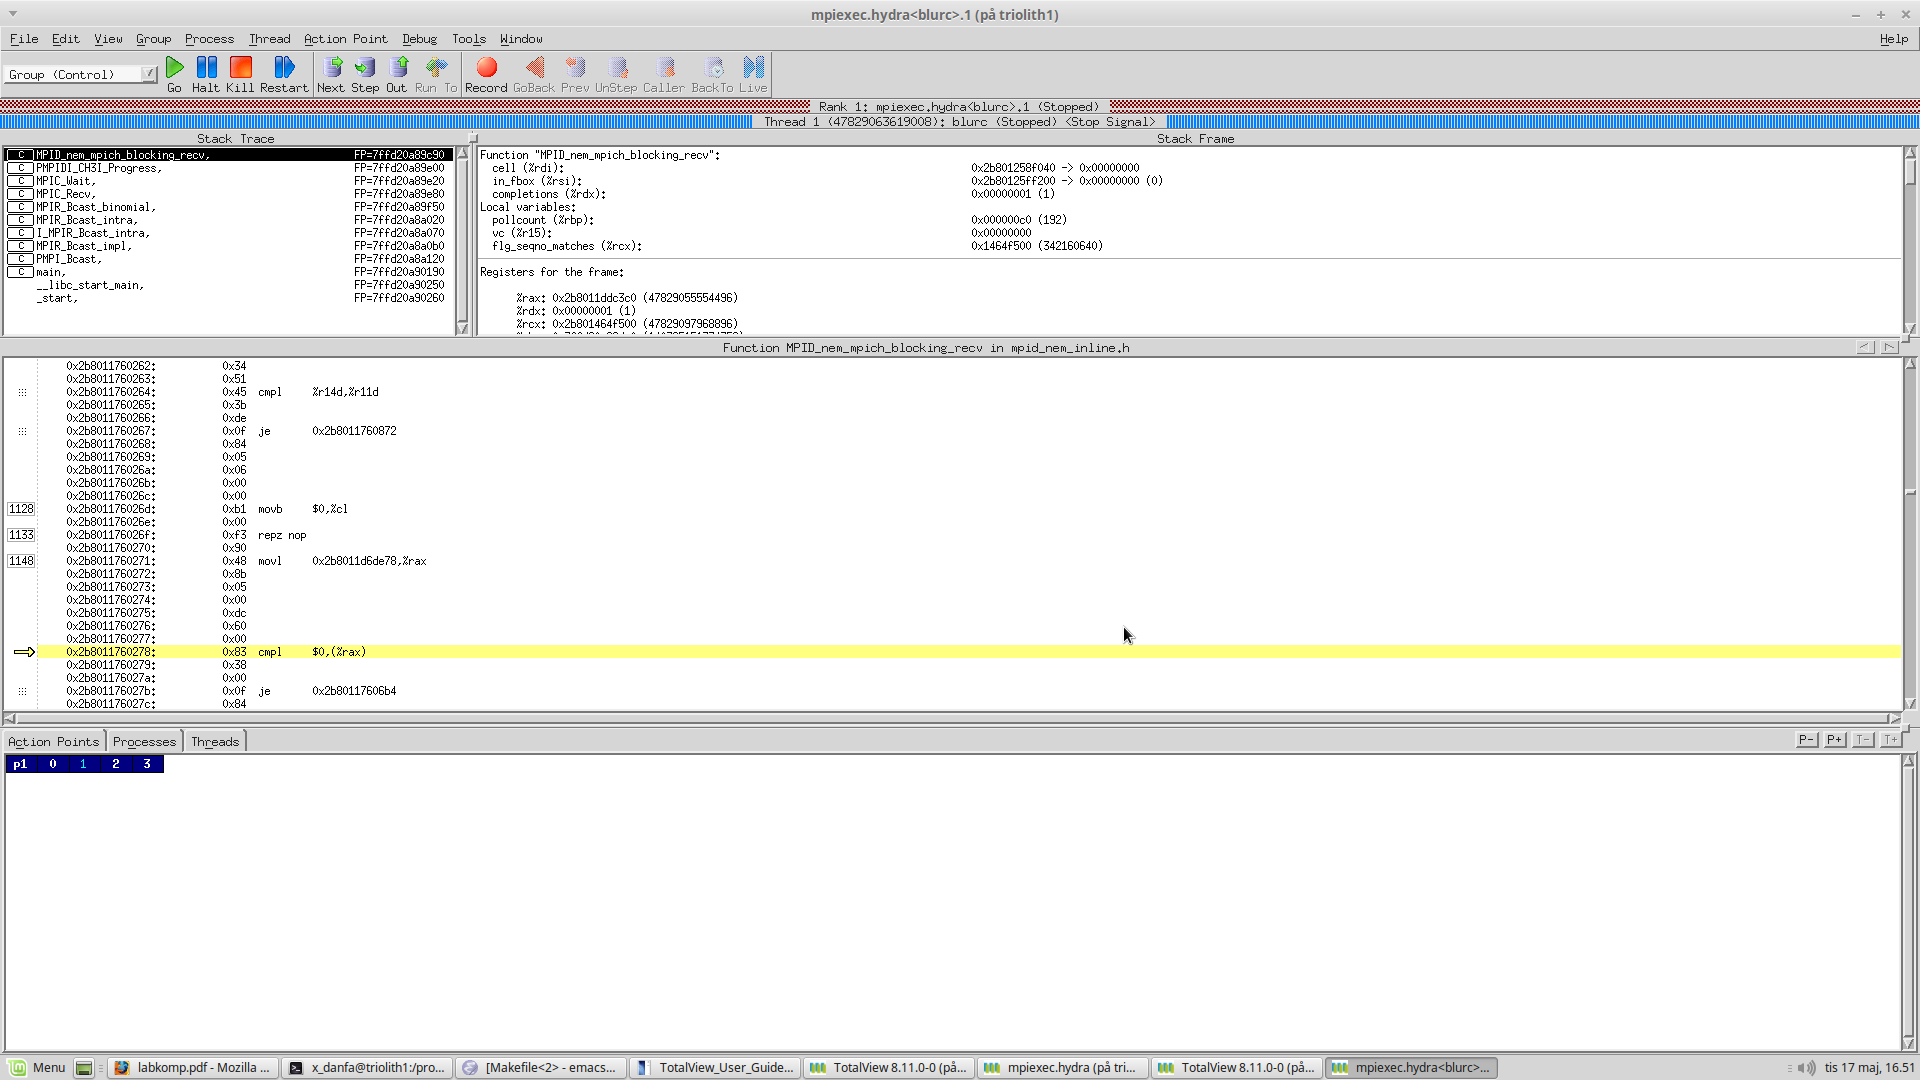 mpiexec.hydra<blurc>.1 (på triolith1)
File Edit View Group Process Thread Action Point Debug Tools Window Help
Group (Control) Go Halt Kill Restart Next Step Out Run To Record GoBack Prev UnStep Caller BackTo Live
Rank 1: mpiexec.hydra<blurc>.1 (Stopped)
Thread 1 (47829063619008): blurc (Stopped) <Stop Signal>
Stack Trace
C MPID_nem_mpich_blocking_recv, FP=7ffd20a89c90
C PMPIDI_CH3I_Progress, FP=7ffd20a89e00
C MPIC_Wait, FP=7ffd20a89e20
C MPIC_Recv, FP=7ffd20a89e80
C MPIR_Bcast_binomial, FP=7ffd20a89f50
C MPIR_Bcast_intra, FP=7ffd20a8a020
C I_MPIR_Bcast_intra, FP=7ffd20a8a070
C MPIR_Bcast_impl, FP=7ffd20a8a0b0
C PMPI_Bcast, FP=7ffd20a8a120
C main, FP=7ffd20a90190
__libc_start_main, FP=7ffd20a90250
_start, FP=7ffd20a90260
Stack Frame
Function "MPID_nem_mpich_blocking_recv":
cell (%rdi): 0x2b801258f040 -> 0x00000000
in_fbox (%rsi): 0x2b80125ff200 -> 0x00000000 (0)
completions (%rdx): 0x00000001 (1)
Local variables:
pollcount (%rbp): 0x000000c0 (192)
vc (%r15): 0x00000000
flg_seqno_matches (%rcx): 0x1464f500 (342160640)
Registers for the frame:
%rax: 0x2b8011ddc3c0 (47829055554496)
%rdx: 0x00000001 (1)
%rcx: 0x2b801464f500 (47829097968896)
Function MPID_nem_mpich_blocking_recv in mpid_nem_inline.h
0x2b8011760262: 0x34
0x2b8011760263: 0x51
0x2b8011760264: 0x45 cmpl %r14d,%r11d
0x2b8011760265: 0x3b
0x2b8011760266: 0xde
0x2b8011760267: 0x0f je 0x2b8011760872
0x2b8011760268: 0x84
0x2b8011760269: 0x05
0x2b801176026a: 0x06
0x2b801176026b: 0x00
0x2b801176026c: 0x00
1128 0x2b801176026d: 0xb1 movb $0,%cl
0x2b801176026e: 0x00
1133 0x2b801176026f: 0xf3 repz nop
0x2b8011760270: 0x90
1148 0x2b8011760271: 0x48 movl 0x2b8011d6de78,%rax
0x2b8011760272: 0x8b
0x2b8011760273: 0x05
0x2b8011760274: 0x00
0x2b8011760275: 0xdc
0x2b8011760276: 0x60
0x2b8011760277: 0x00
0x2b8011760278: 0x83 cmpl $0,(%rax)
0x2b8011760279: 0x38
0x2b801176027a: 0x00
0x2b801176027b: 0x0f je 0x2b80117606b4
0x2b801176027c: 0x84
Action Points Processes Threads P- P+ T- T+
p1 0 1 2 3
Menu labkomp.pdf - Mozilla ... x_danfa@triolith1:/pro... [Makefile<2> - emacs... TotalView_User_Guide... TotalView 8.11.0-0 (på... mpiexec.hydra (på tri... TotalView 8.11.0-0 (på... mpiexec.hydra<blurc>... tis 17 maj, 16.51